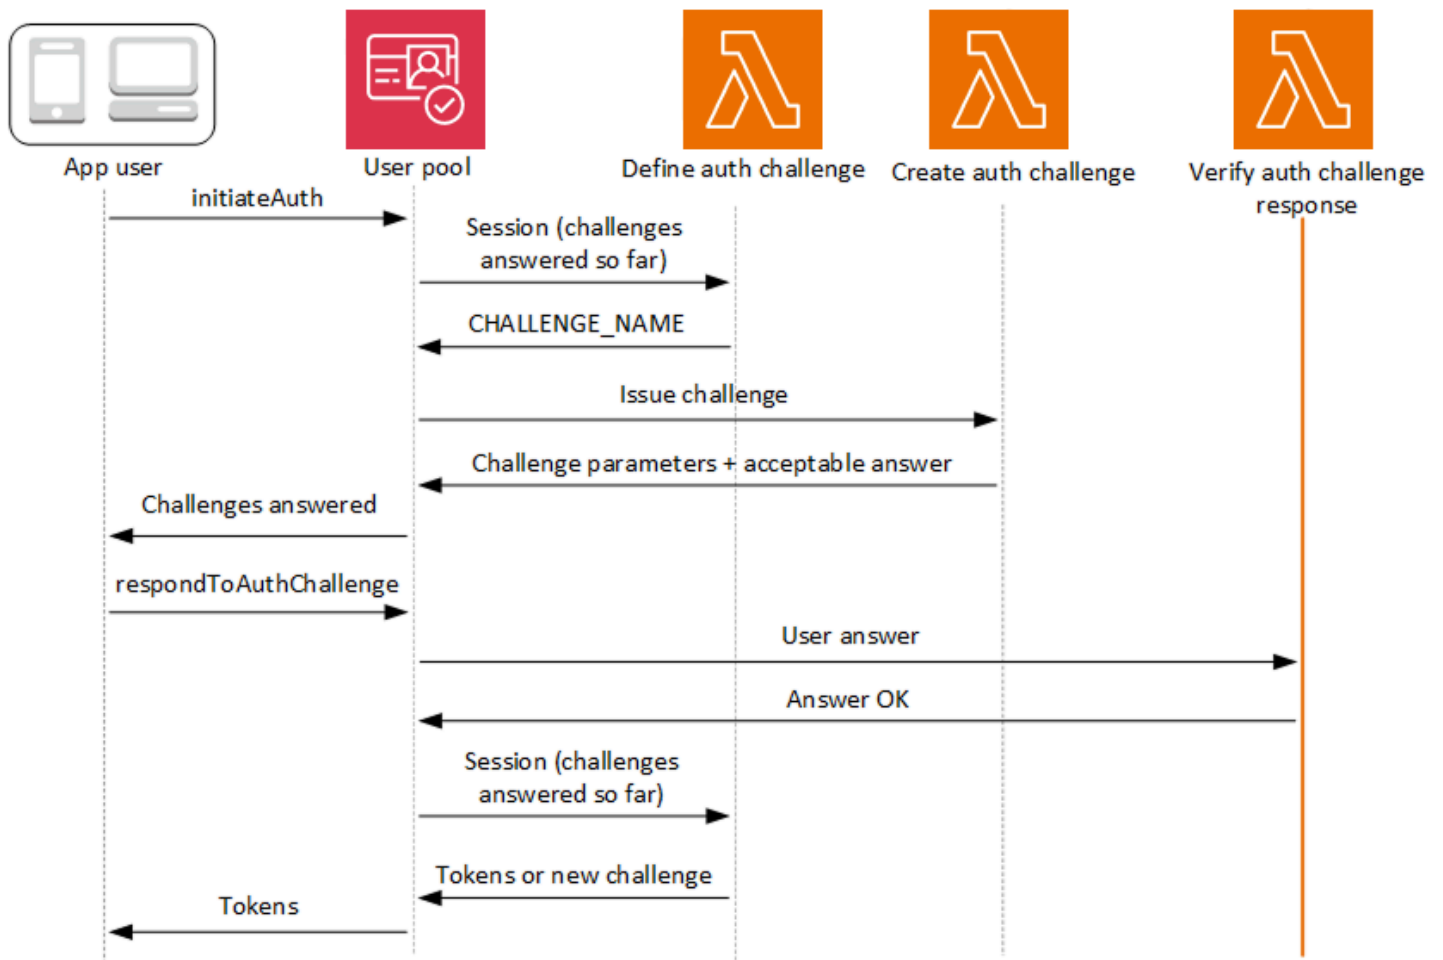 App user
User pool
Define auth challenge
Create auth challenge
Verify auth challenge
response
initiateAuth
Session (challenges
answered so far)
CHALLENGE_NAME
Issue challenge
Challenge parameters + acceptable answer
Challenges answered
respondToAuthChallenge
User answer
Answer OK
Session (challenges
answered so far)
Tokens or new challenge
Tokens